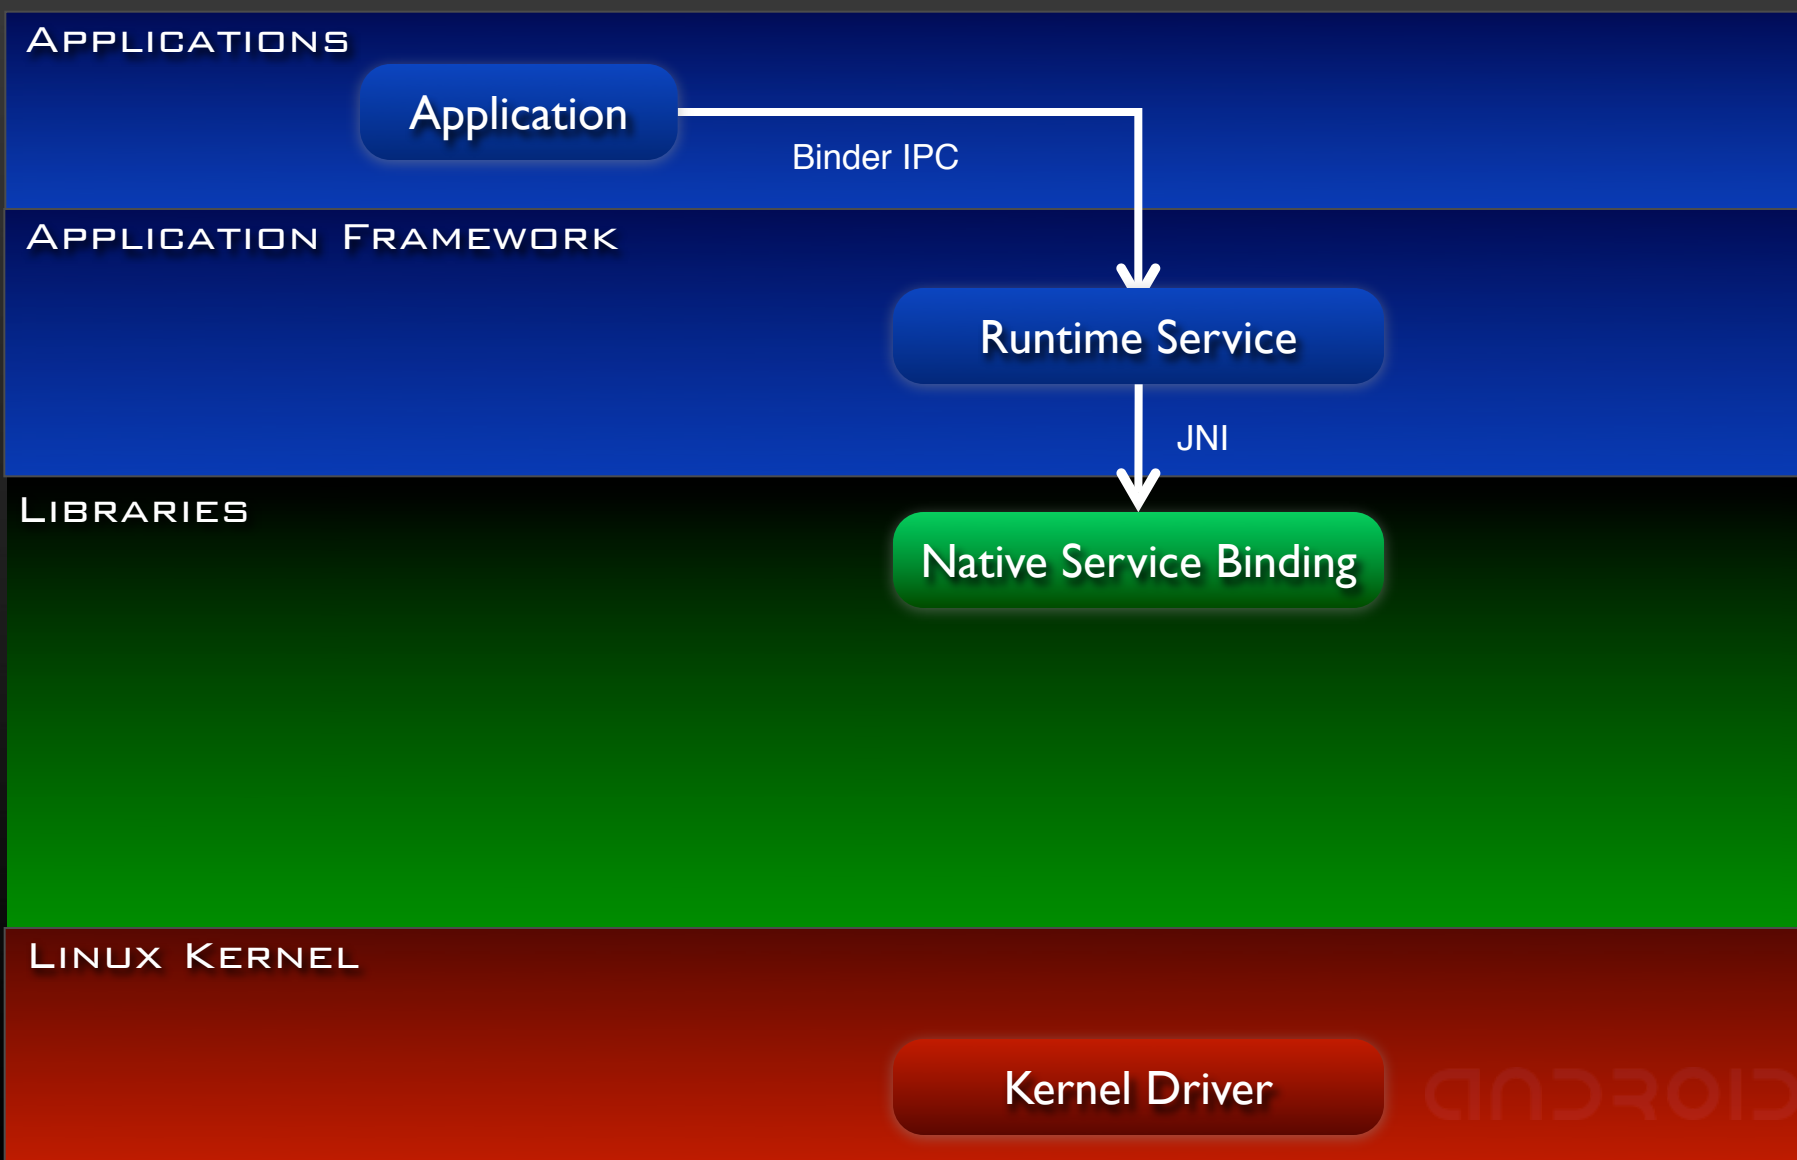 APPLICATIONS
Application
Binder IPC
APPLICATION FRAMEWORK
Runtime Service
JNI
LIBRARIES
Native Service Binding
LINUX KERNEL
Kernel Driver
ANDROID